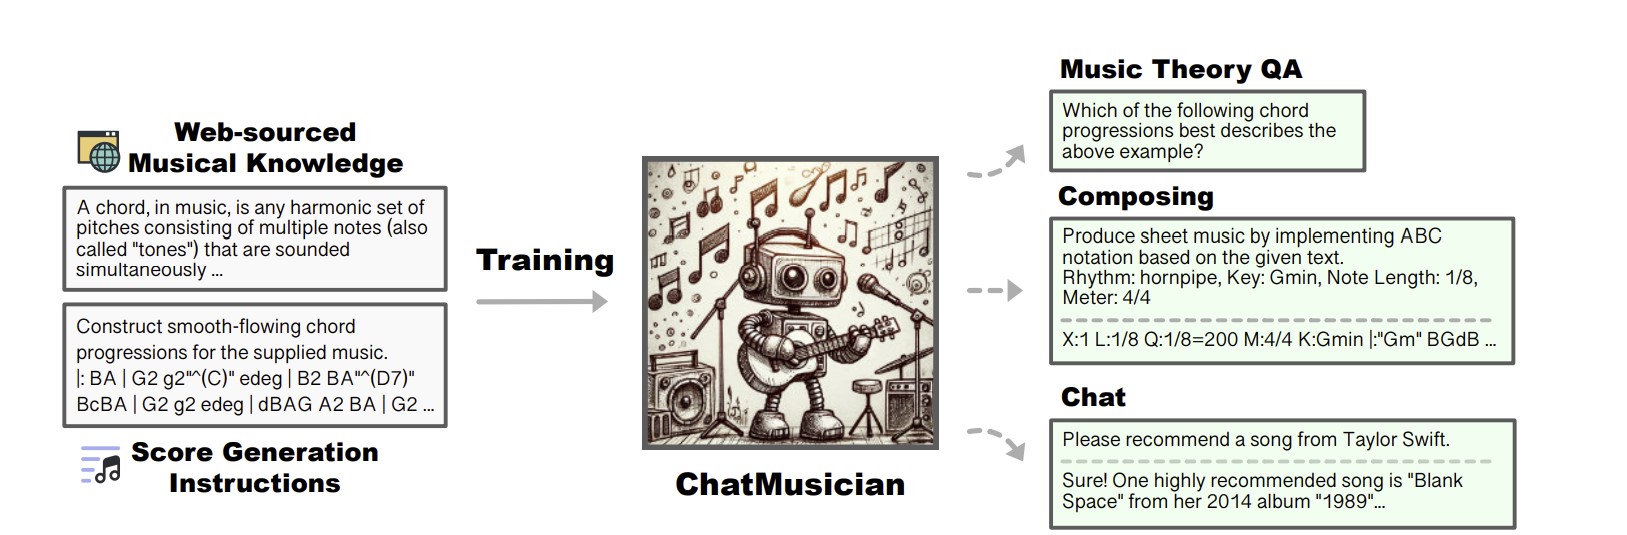 Web-sourced
Musical Knowledge
A chord, in music, is any harmonic set of
pitches consisting of multiple notes (also
called "tones") that are sounded
simultaneously ...
Construct smooth-flowing chord
progressions for the supplied music.
|: BA | G2 g2"^(C)" edeg | B2 BA"^(D7)"
BcBA | G2 g2 edeg | dBAG A2 BA | G2 ...
Score Generation
Instructions
Training
ChatMusician
Music Theory QA
Which of the following chord
progressions best describes the
above example?
Composing
Produce sheet music by implementing ABC
notation based on the given text.
Rhythm: hornpipe, Key: Gmin, Note Length: 1/8,
Meter: 4/4
X:1 L:1/8 Q:1/8=200 M:4/4 K:Gmin |:"Gm" BGdB ...
Chat
Please recommend a song from Taylor Swift.
Sure! One highly recommended song is "Blank
Space" from her 2014 album "1989"...